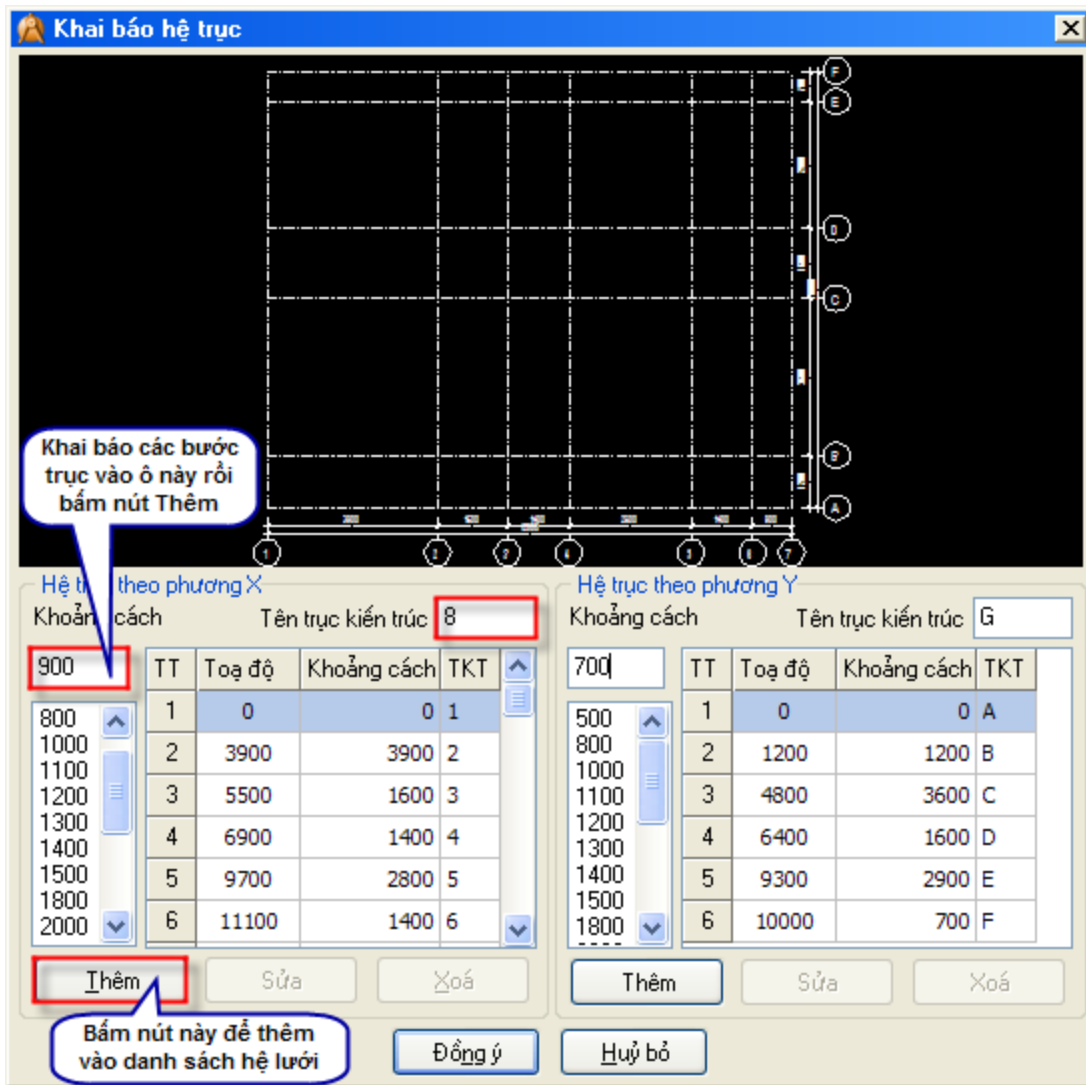 Khai báo hệ trục
F
E
D
C
B
A
1
2
6
7
Khai báo các bước
trục vào ô này rồi
bấm nút Thêm
Hệ trục theo phương X
Khoảng cách
Tên trục kiến trúc 8
900
800
1000
1100
1200
1300
1400
1500
1800
2000
TT Toạ độ Khoảng cách TKT
1 0 0 1
2 3900 3900 2
3 5500 1600 3
4 6900 1400 4
5 9700 2800 5
6 11100 1400 6
Thêm Sửa Xoá
Hệ trục theo phương Y
Khoảng cách
Tên trục kiến trúc G
700
500
800
1000
1100
1200
1300
1400
1500
1800
TT Toạ độ Khoảng cách TKT
1 0 0 A
2 1200 1200 B
3 4800 3600 C
4 6400 1600 D
5 9300 2900 E
6 10000 700 F
Thêm Sửa Xoá
Bấm nút này để thêm
vào danh sách hệ lưới
Đồng ý Huỷ bỏ